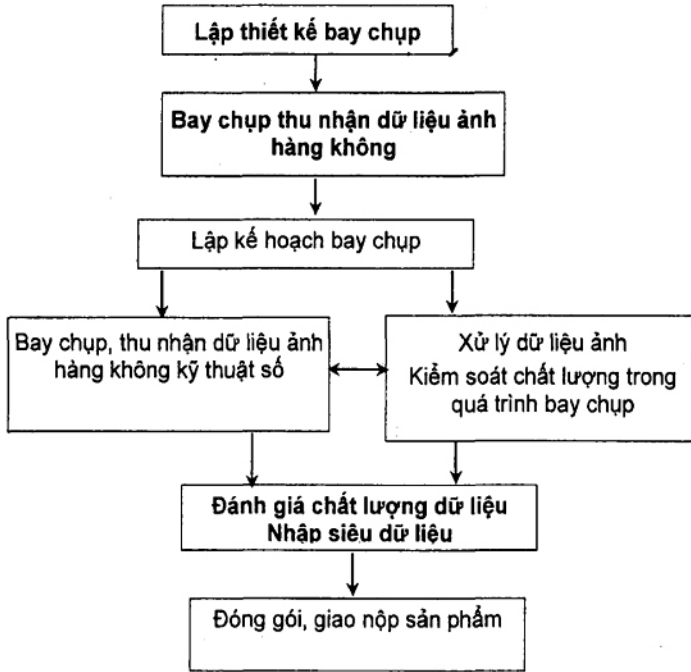 Lập thiết kế bay chụp
Bay chụp thu nhận dữ liệu ảnh
hàng không
Lập kế hoạch bay chụp
Bay chụp, thu nhận dữ liệu ảnh
hàng không kỹ thuật số
Xử lý dữ liệu ảnh
Kiểm soát chất lượng trong
quá trình bay chụp
Đánh giá chất lượng dữ liệu
Nhập siêu dữ liệu
Đóng gói, giao nộp sản phẩm